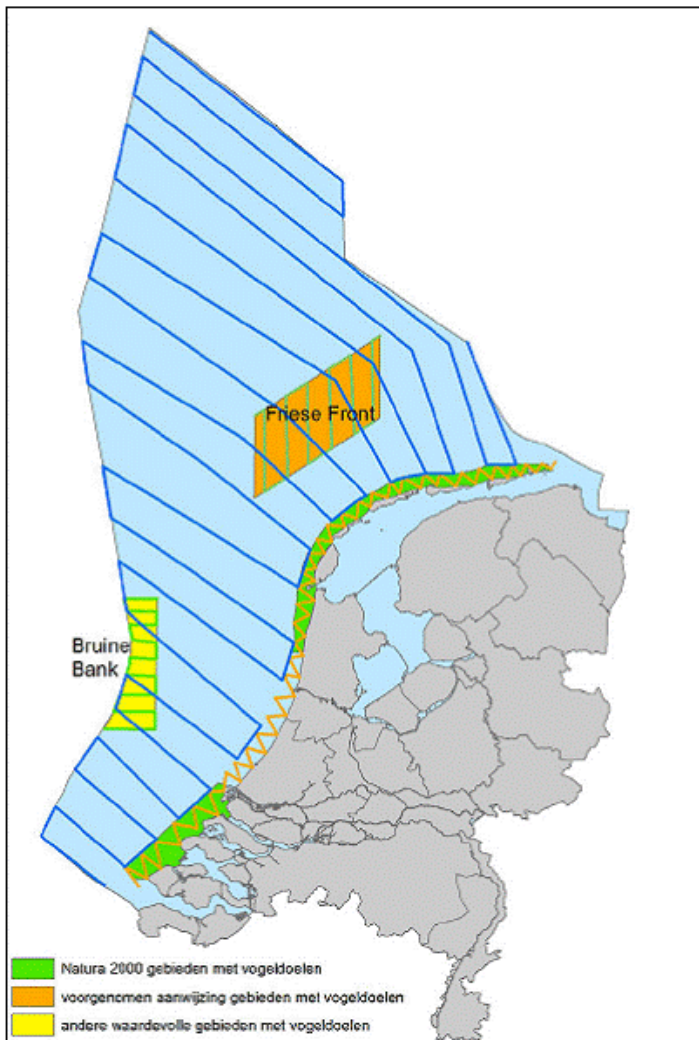 Friese Front
Bruine
Bank
Natura 2000 gebieden met vogeldoelen
voorgenomen aanwijzing gebieden met vogeldoelen
andere waardevolle gebieden met vogeldoelen